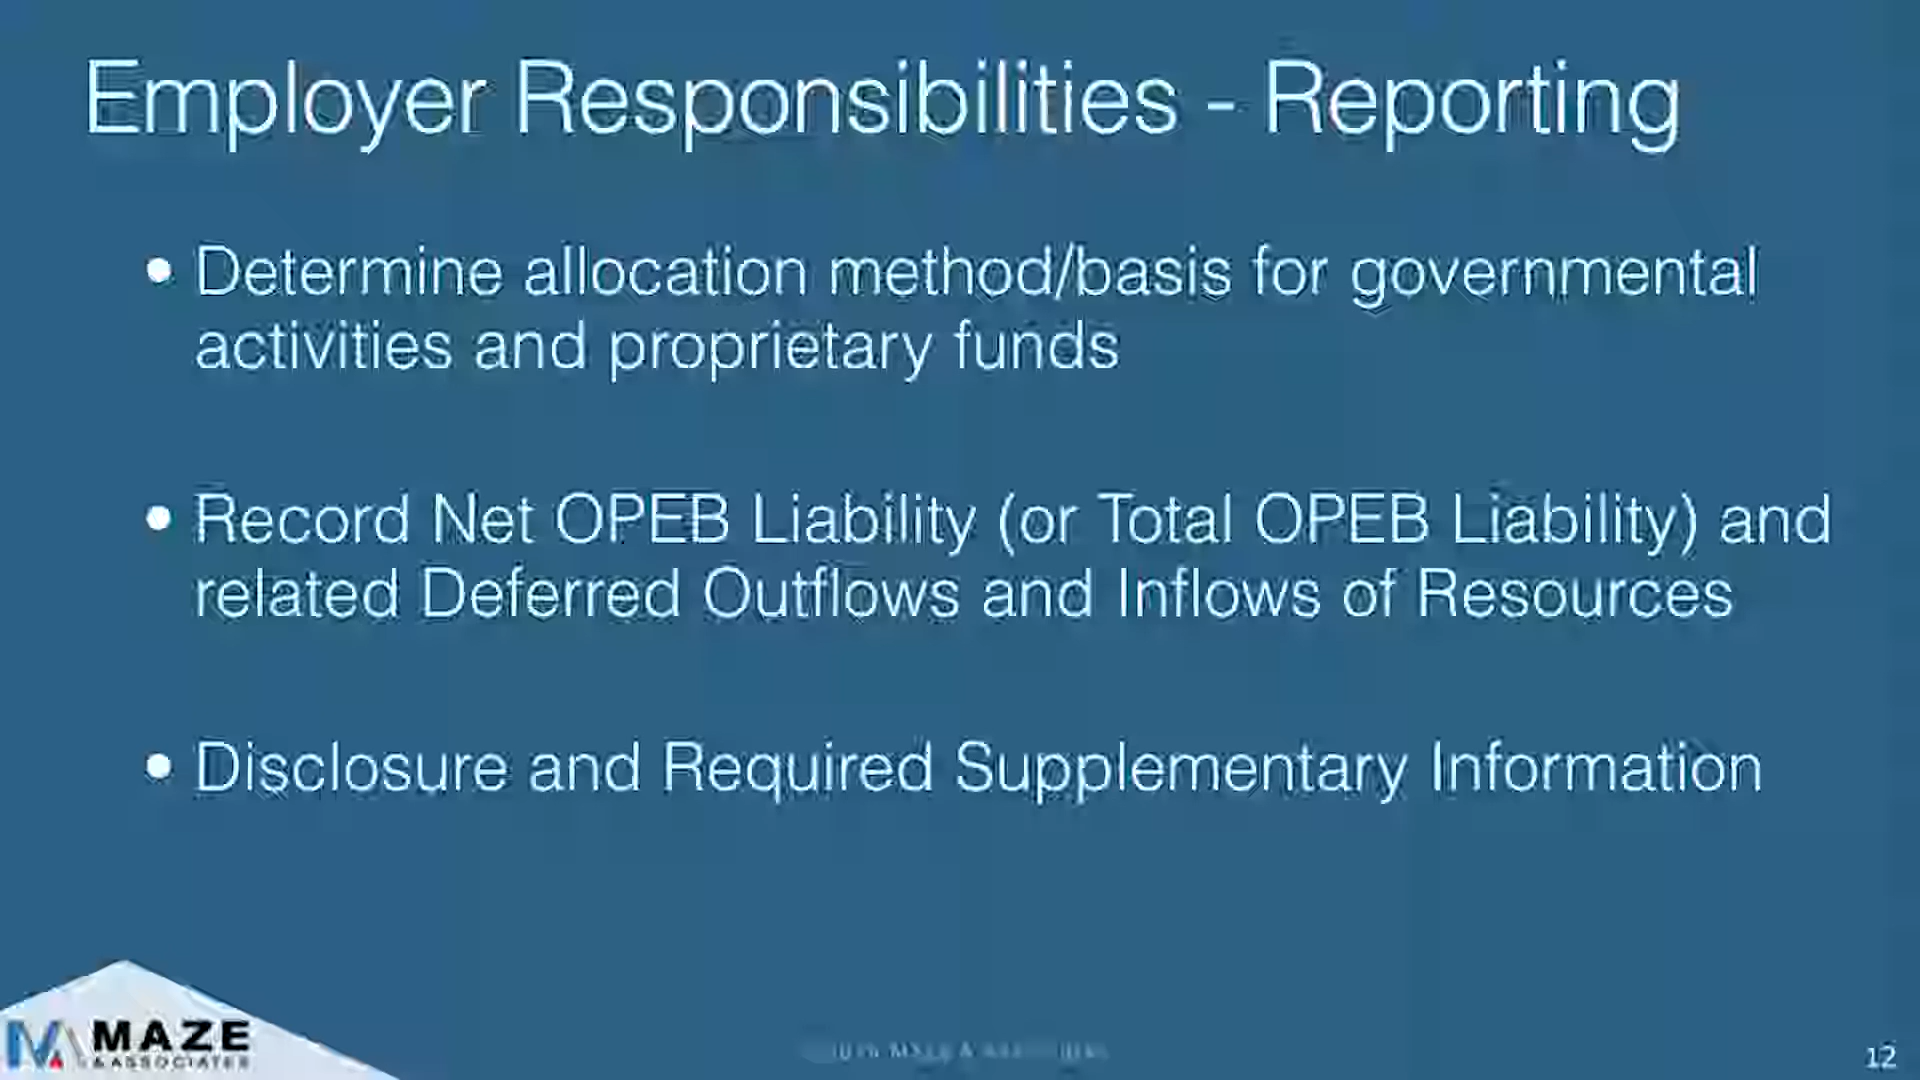 Employer Responsibilities - Reporting
• Determine allocation method/basis for governmental
activities and proprietary funds
• Record Net OPEB Liability (or Total OPEB Liability) and
related Deferred Outflows and Inflows of Resources
• Disclosure and Required Supplementary Information
MAZE
& ASSOCIATES
12